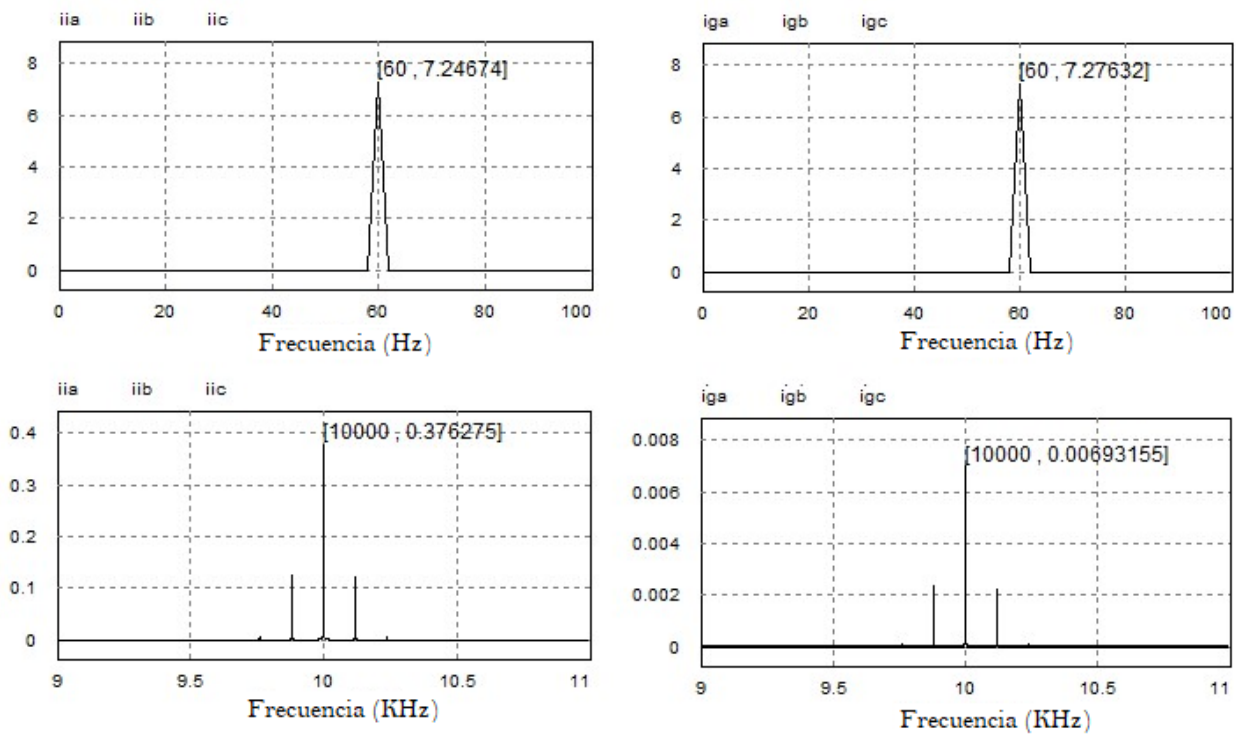 iia iib iic
[60 , 7.24674]
8
6
4
2
0
0 20 40 60 80 100
Frecuencia (Hz)
iga igb igc
[60 , 7.27632]
8
6
4
2
0
0 20 40 60 80 100
Frecuencia (Hz)
iia iib iic
[10000 , 0.376275]
0.4
0.3
0.2
0.1
0
9 9.5 10 10.5 11
Frecuencia (KHz)
iga igb igc
[10000 , 0.00693155]
0.008
0.006
0.004
0.002
0
9 9.5 10 10.5 11
Frecuencia (KHz)